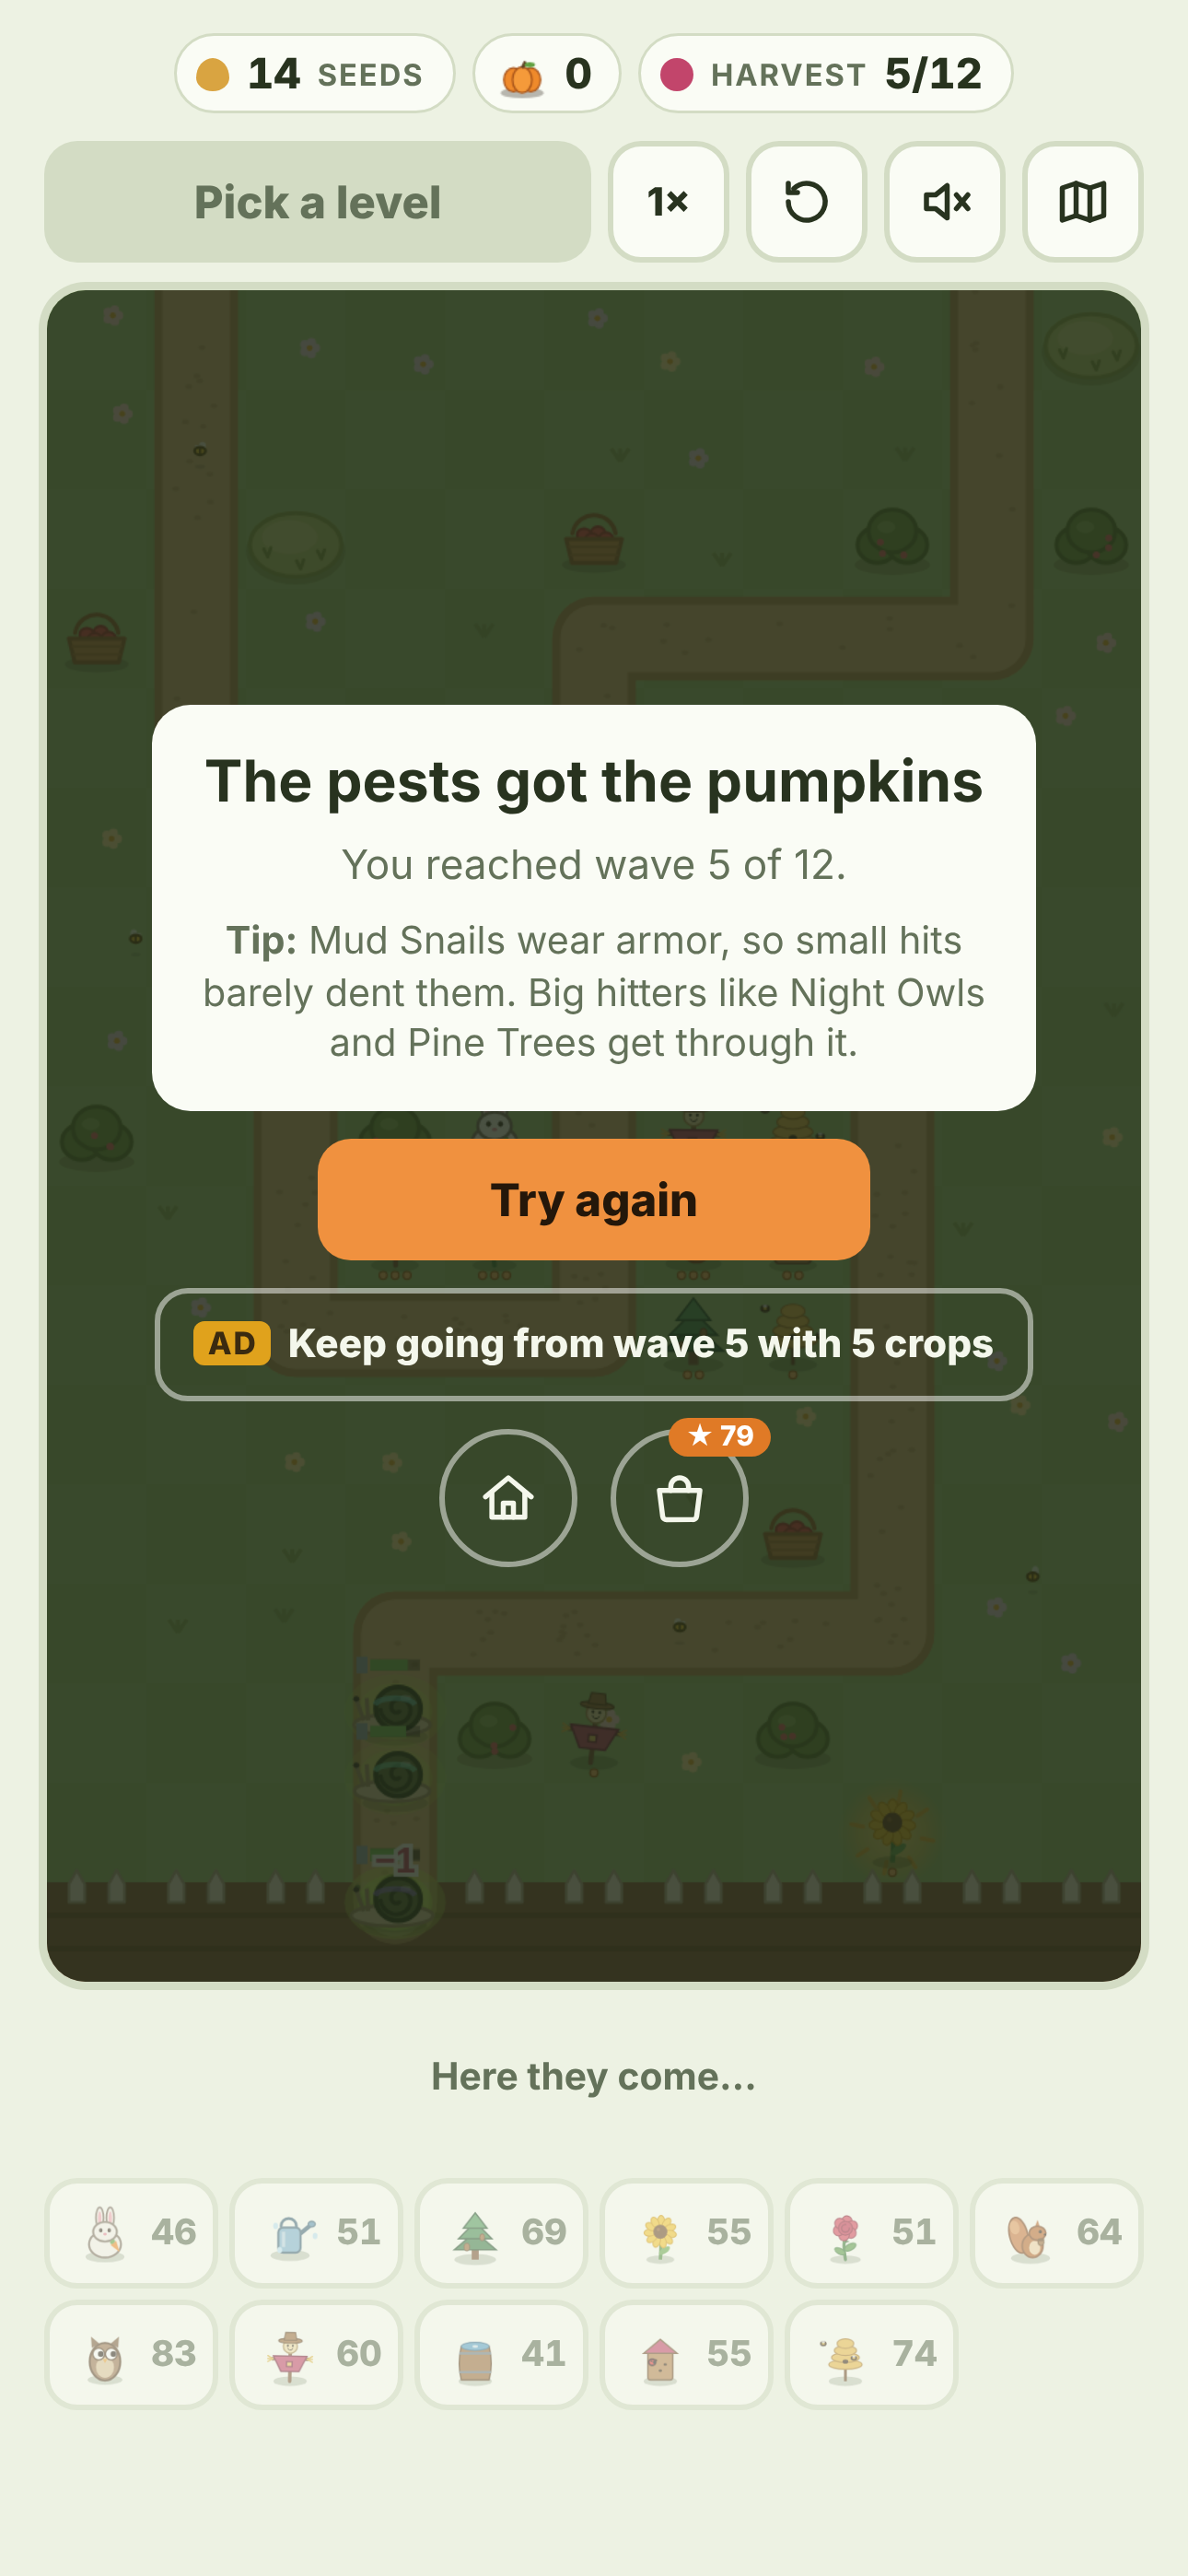 14 SEEDS 0 HARVEST 5/12
Pick a level 1×
The pests got the pumpkins
You reached wave 5 of 12.
Tip: Mud Snails wear armor, so small hits
barely dent them. Big hitters like Night Owls
and Pine Trees get through it.
Try again
AD Keep going from wave 5 with 5 crops
★ 79
−1
Here they come...
46 51 69 55 51 64
83 60 41 55 74